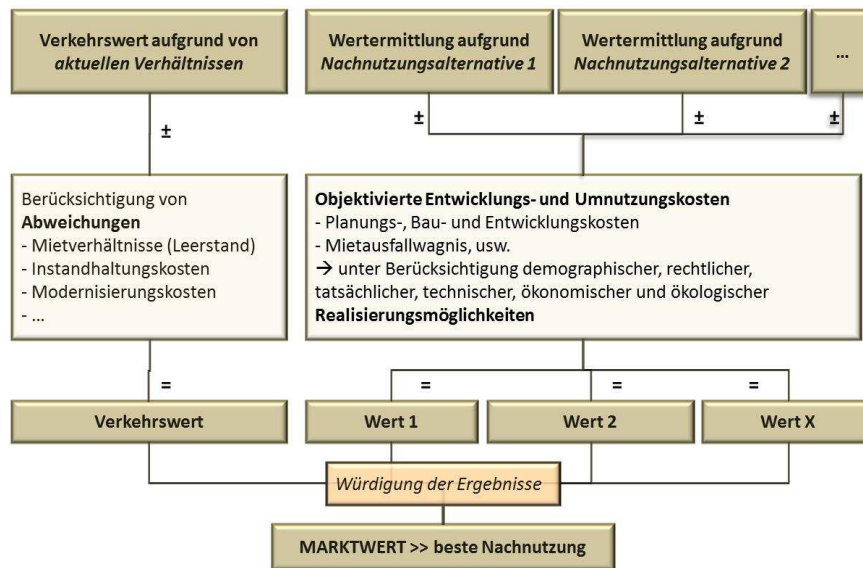 Verkehrswert aufgrund von
aktuellen Verhältnissen
Wertermittlung aufgrund
Nachnutzungsalternative 1
Wertermittlung aufgrund
Nachnutzungsalternative 2
...
±
±
±
±
Berücksichtigung von
Abweichungen
- Mietverhältnisse (Leerstand)
- Instandhaltungskosten
- Modernisierungskosten
- ...
Objektivierte Entwicklungs- und Umnutzungskosten
- Planungs-, Bau- und Entwicklungskosten
- Mietausfallwagnis, usw.
→ unter Berücksichtigung demographischer, rechtlicher,
tatsächlicher, technischer, ökonomischer und ökologischer
Realisierungsmöglichkeiten
=
=
=
=
Verkehrswert
Wert 1
Wert 2
Wert X
Würdigung der Ergebnisse
MARKTWERT >> beste Nachnutzung